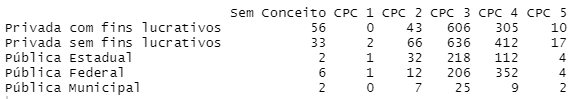 Sem Conceito CPC 1 CPC 2 CPC 3 CPC 4 CPC 5
Privada com fins lucrativos 56 0 43 606 305 10
Privada sem fins lucrativos 33 2 66 636 412 17
Pública Estadual 2 1 32 218 112 4
Pública Federal 6 1 12 206 352 4
Pública Municipal 2 0 7 25 9 2